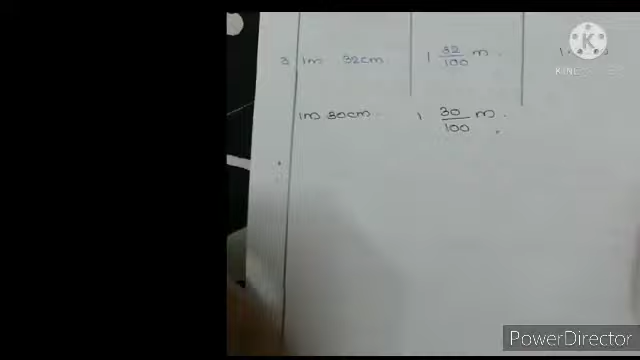 3 1m 32cm. 1 32/100 m.
1m 30cm. 1 30/100 m.
PowerDirector